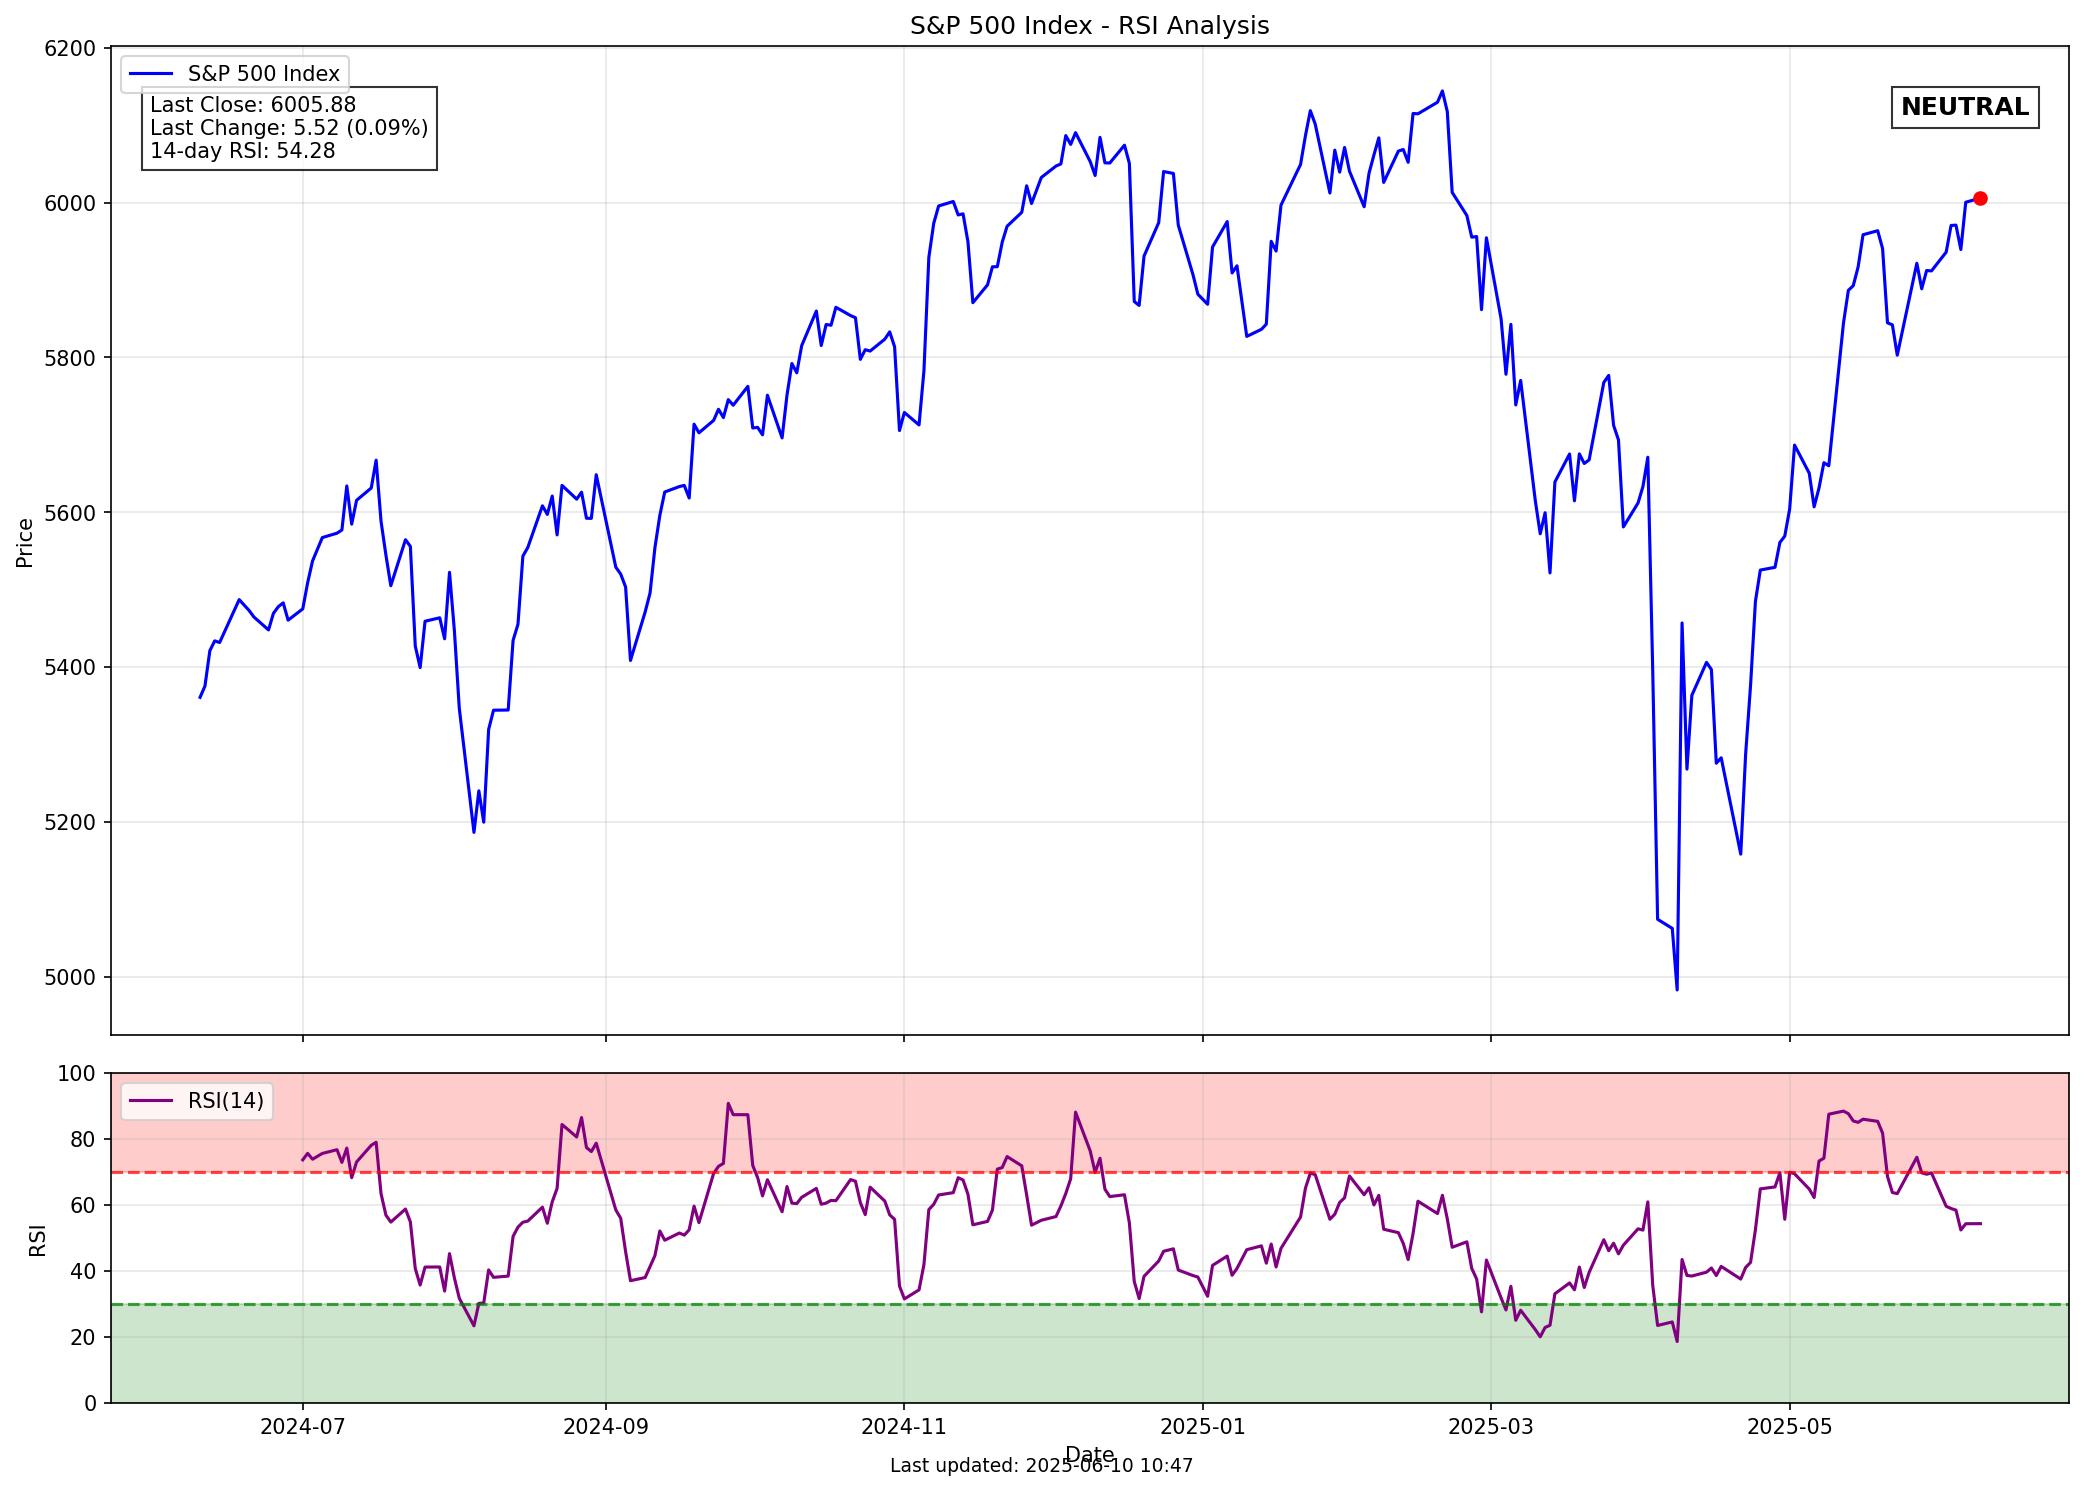 S&P 500 Index - RSI Analysis
6200
S&P 500 Index
Last Close: 6005.88
Last Change: 5.52 (0.09%)
14-day RSI: 54.28
NEUTRAL
6000
5800
5600
Price
5400
5200
5000
100
RSI(14)
80
60
RSI
40
20
0
2024-07 2024-09 2024-11 2025-01 2025-03 2025-05
Date
Last updated: 2025-06-10 10:47